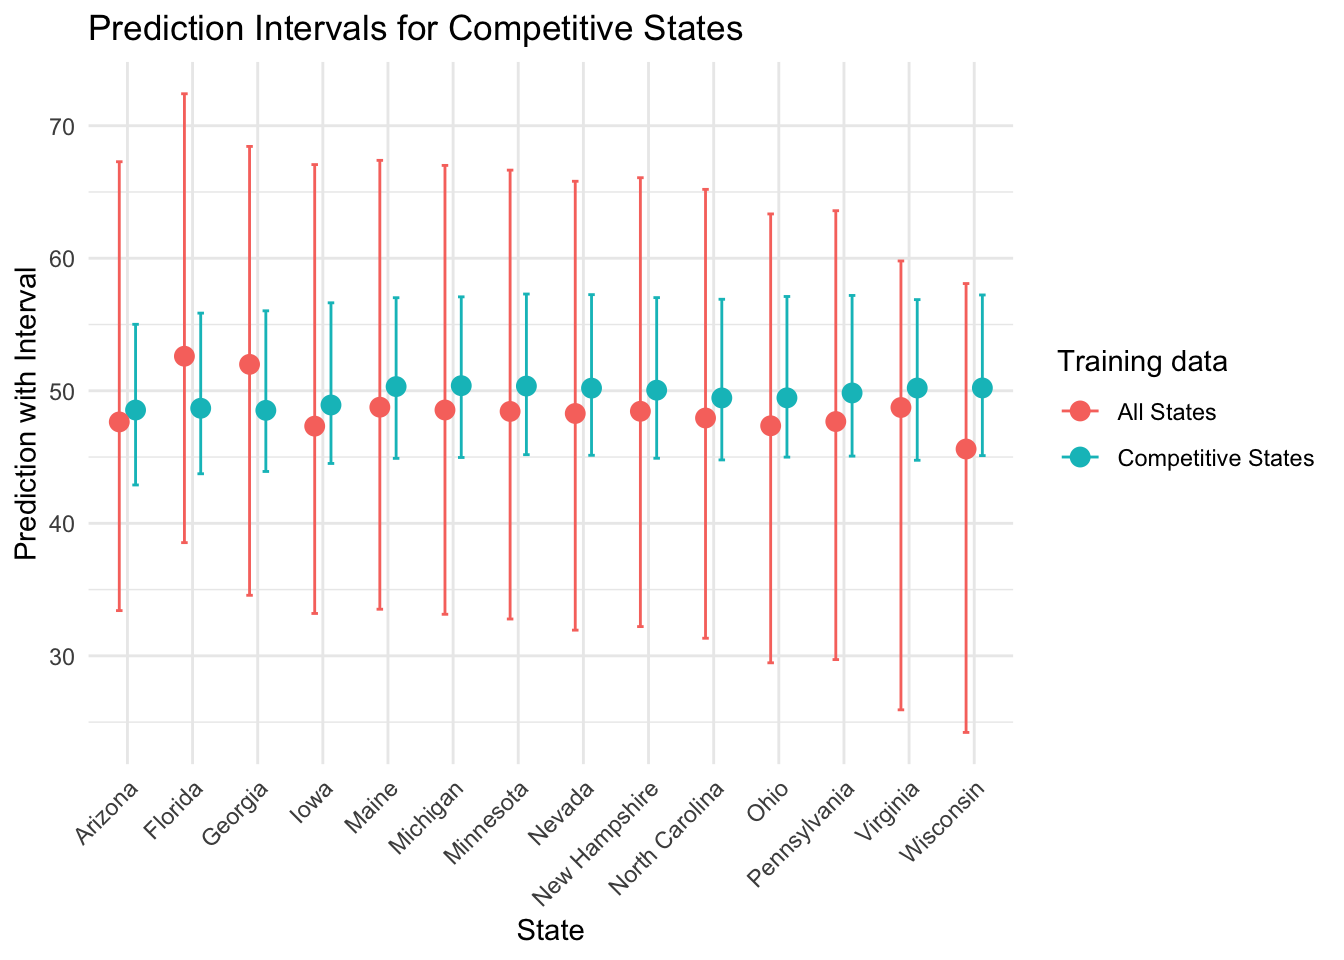 Prediction Intervals for Competitive States
Prediction with Interval
70
60
50
40
30
Arizona
Florida
Georgia
Iowa
Maine
Michigan
Minnesota
Nevada
New Hampshire
North Carolina
Ohio
Pennsylvania
Virginia
Wisconsin
State
Training data
All States
Competitive States